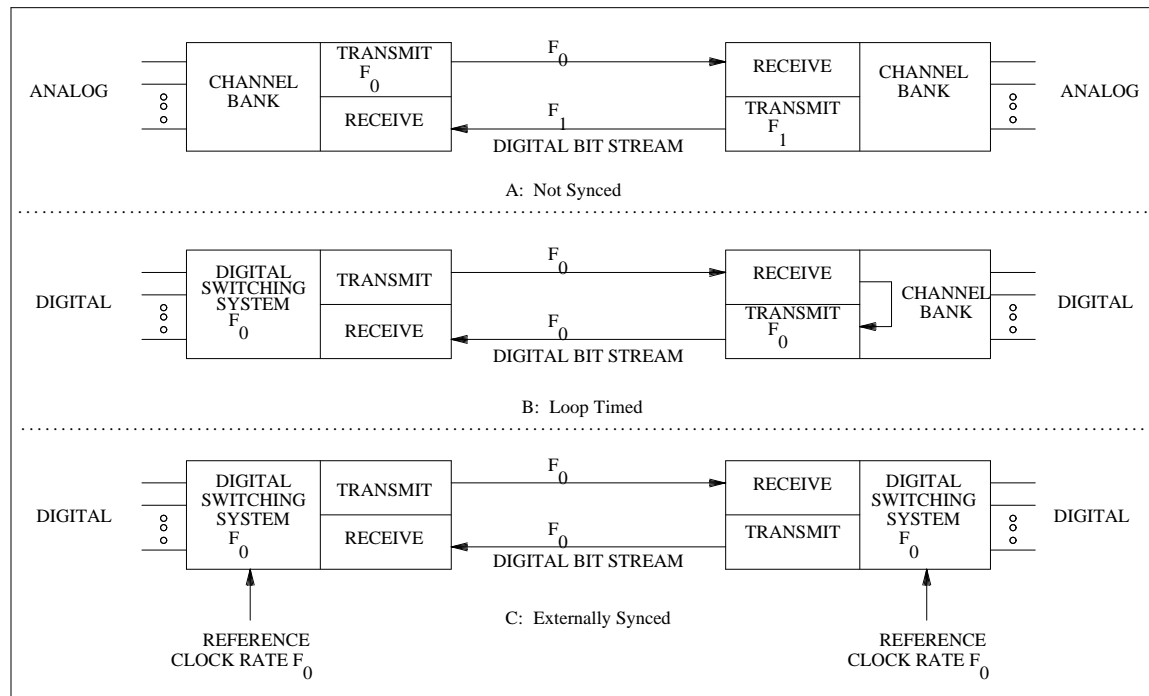 ANALOG
CHANNEL
BANK
TRANSMIT
F0
RECEIVE
F0
F1
DIGITAL BIT STREAM
RECEIVE
TRANSMIT
F1
CHANNEL
BANK
ANALOG
A: Not Synced
DIGITAL
DIGITAL
SWITCHING
SYSTEM
F0
TRANSMIT
RECEIVE
F0
F0
DIGITAL BIT STREAM
RECEIVE
TRANSMIT
F0
CHANNEL
BANK
DIGITAL
B: Loop Timed
DIGITAL
DIGITAL
SWITCHING
SYSTEM
F0
TRANSMIT
RECEIVE
F0
F0
DIGITAL BIT STREAM
RECEIVE
TRANSMIT
DIGITAL
SWITCHING
SYSTEM
F0
DIGITAL
C: Externally Synced
REFERENCE
CLOCK RATE F0
REFERENCE
CLOCK RATE F0